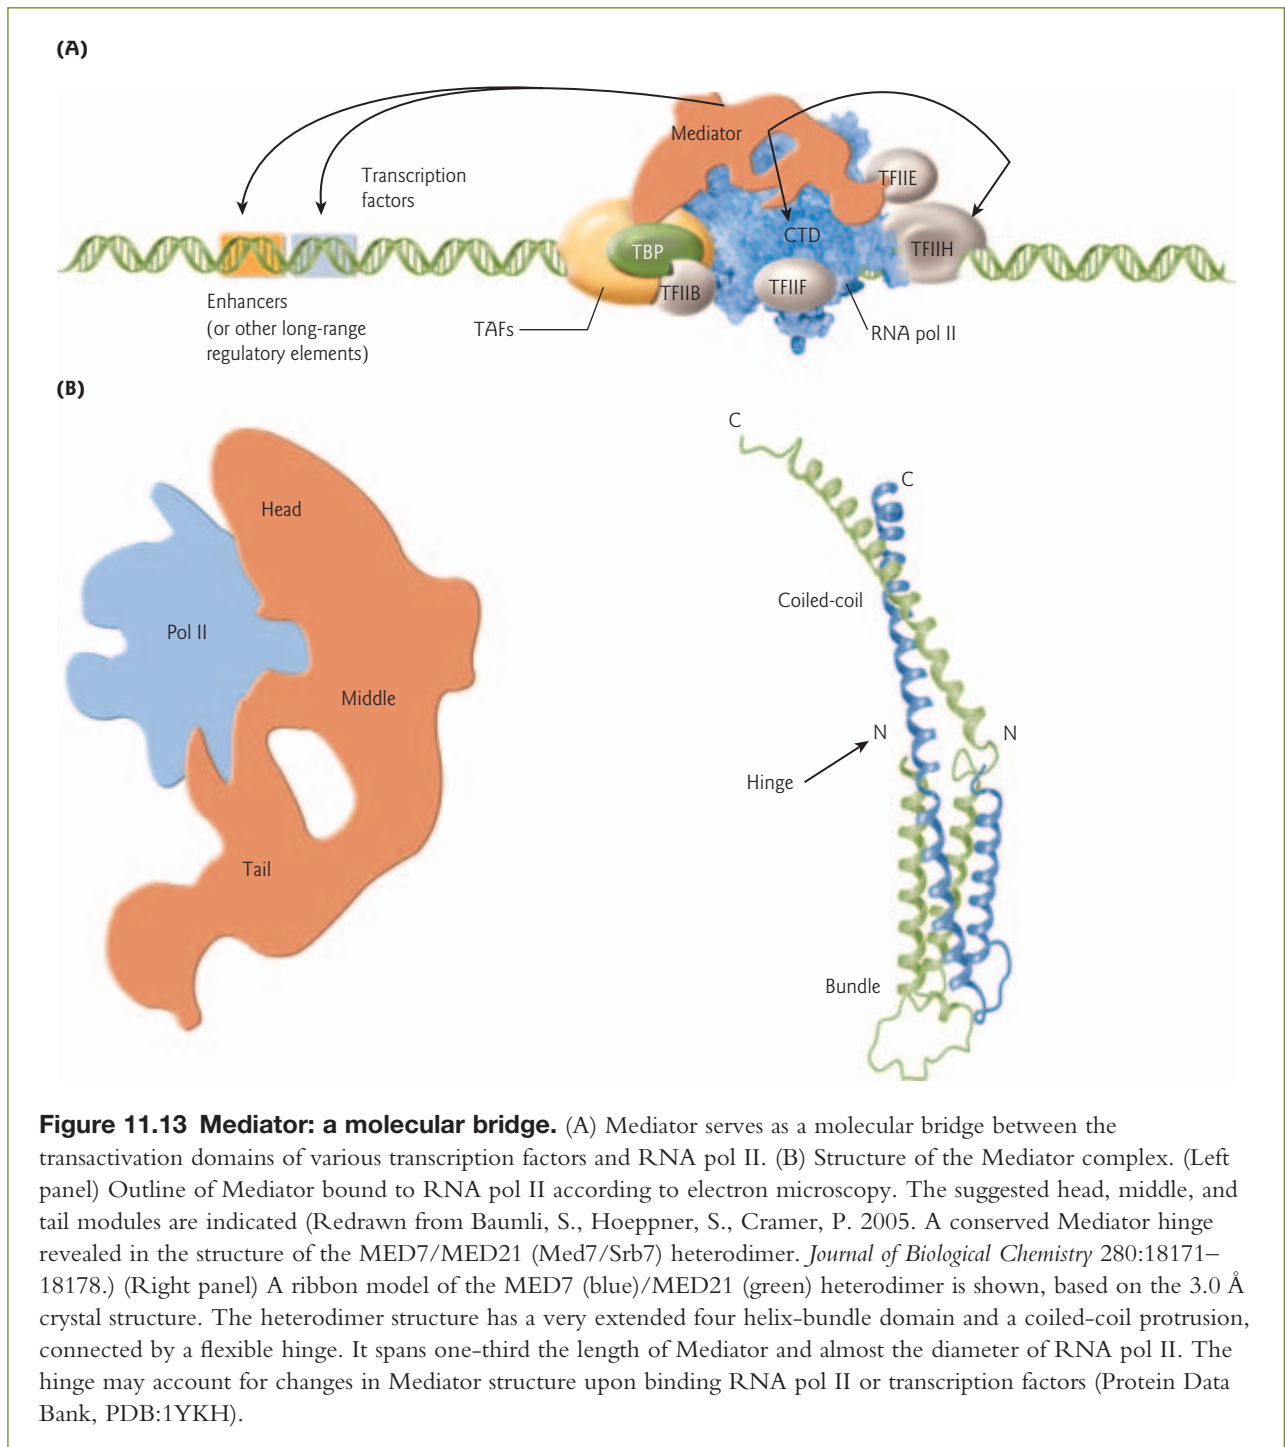 (A)
Mediator
TFIIE
Transcription
factors
CTD
TBP
TFIIH
TFIIB
TFIIF
Enhancers
(or other long-range
regulatory elements)
TAFs
RNA pol II
(B)
C
Head
C
Coiled-coil
Pol II
Middle
N
N
Hinge
Tail
Bundle
Figure 11.13 Mediator: a molecular bridge. (A) Mediator serves as a molecular bridge between the
transactivation domains of various transcription factors and RNA pol II. (B) Structure of the Mediator complex. (Left
panel) Outline of Mediator bound to RNA pol II according to electron microscopy. The suggested head, middle, and
tail modules are indicated (Redrawn from Baumli, S., Hoeppner, S., Cramer, P. 2005. A conserved Mediator hinge
revealed in the structure of the MED7/MED21 (Med7/Srb7) heterodimer. Journal of Biological Chemistry 280:18171–
18178.) (Right panel) A ribbon model of the MED7 (blue)/MED21 (green) heterodimer is shown, based on the 3.0 Å
crystal structure. The heterodimer structure has a very extended four helix-bundle domain and a coiled-coil protrusion,
connected by a flexible hinge. It spans one-third the length of Mediator and almost the diameter of RNA pol II. The
hinge may account for changes in Mediator structure upon binding RNA pol II or transcription factors (Protein Data
Bank, PDB:1YKH).